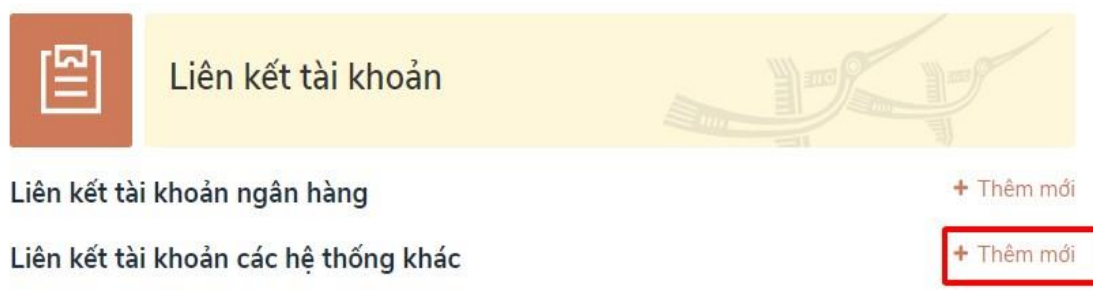 Liên kết tài khoản
Liên kết tài khoản ngân hàng + Thêm mới
Liên kết tài khoản các hệ thống khác + Thêm mới